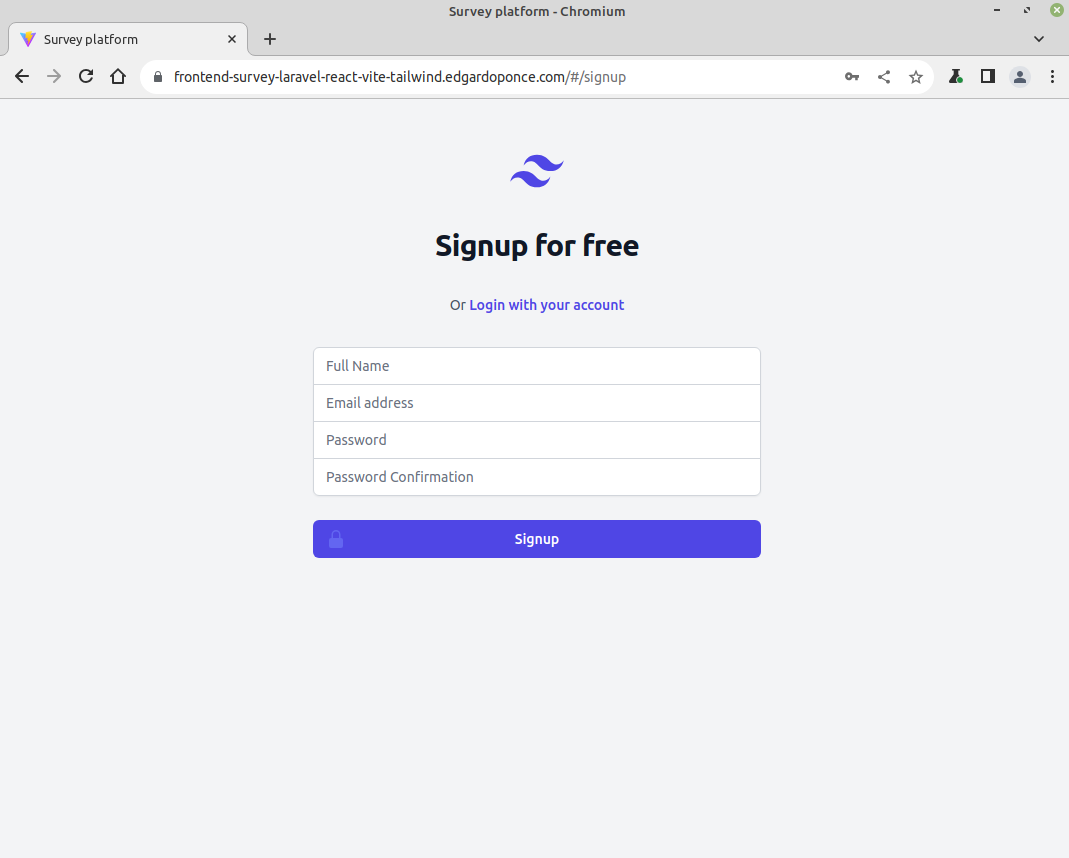 Survey platform - Chromium
Survey platform
frontend-survey-laravel-react-vite-tailwind.edgardoponce.com/#/signup
Signup for free
Or Login with your account
Full Name
Email address
Password
Password Confirmation
Signup